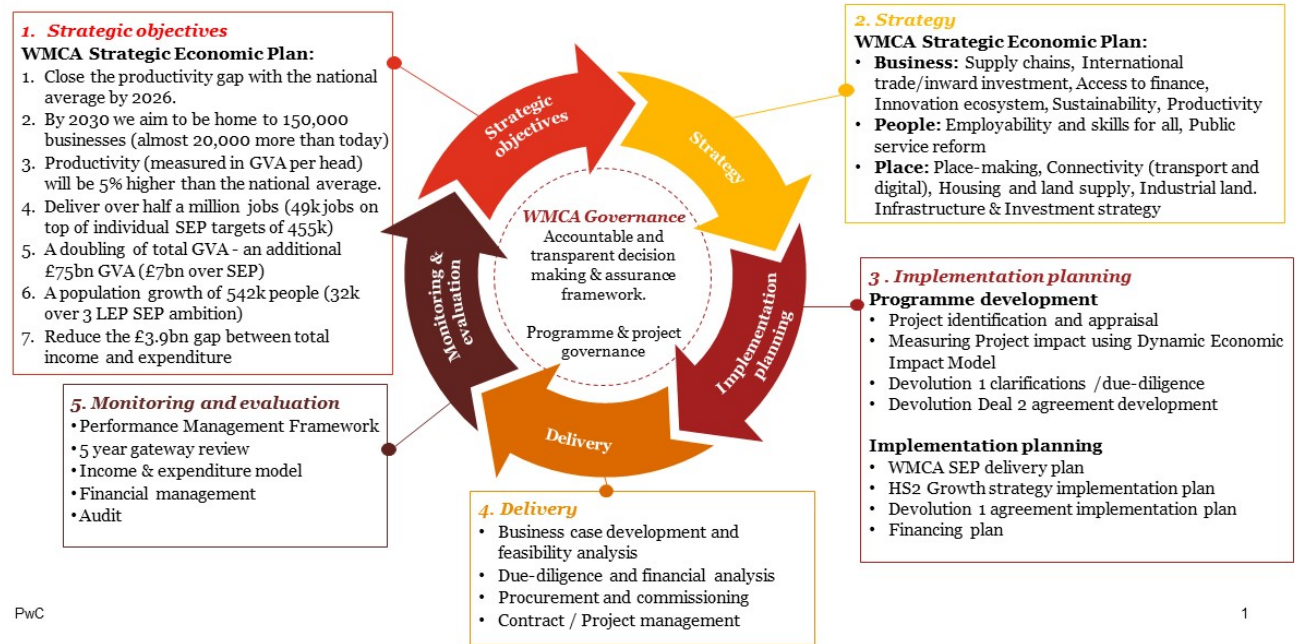 1. Strategic objectives
WMCA Strategic Economic Plan:
1. Close the productivity gap with the national
average by 2026.
2. By 2030 we aim to be home to 150,000
businesses (almost 20,000 more than today)
3. Productivity (measured in GVA per head)
will be 5% higher than the national average.
4. Deliver over half a million jobs (49k jobs on
top of individual SEP targets of 455k)
5. A doubling of total GVA - an additional
£75bn GVA (£7bn over SEP)
6. A population growth of 542k people (32k
over 3 LEP SEP ambition)
7. Reduce the £3.9bn gap between total
income and expenditure
2. Strategy
WMCA Strategic Economic Plan:
• Business: Supply chains, International
trade/inward investment, Access to finance,
Innovation ecosystem, Sustainability, Productivity
• People: Employability and skills for all, Public
service reform
• Place: Place-making, Connectivity (transport and
digital), Housing and land supply, Industrial land.
Infrastructure & Investment strategy
Strategic
objectives
Strategy
Implementation
planning
Delivery
Monitoring &
evaluation
WMCA Governance
Accountable and
transparent decision
making & assurance
framework.
Programme & project
governance
3 . Implementation planning
Programme development
• Project identification and appraisal
• Measuring Project impact using Dynamic Economic
Impact Model
• Devolution 1 clarifications /due-diligence
• Devolution Deal 2 agreement development
Implementation planning
• WMCA SEP delivery plan
• HS2 Growth strategy implementation plan
• Devolution 1 agreement implementation plan
• Financing plan
4. Delivery
• Business case development and
feasibility analysis
• Due-diligence and financial analysis
• Procurement and commissioning
• Contract / Project management
5. Monitoring and evaluation
• Performance Management Framework
• 5 year gateway review
• Income & expenditure model
• Financial management
• Audit
PwC
1